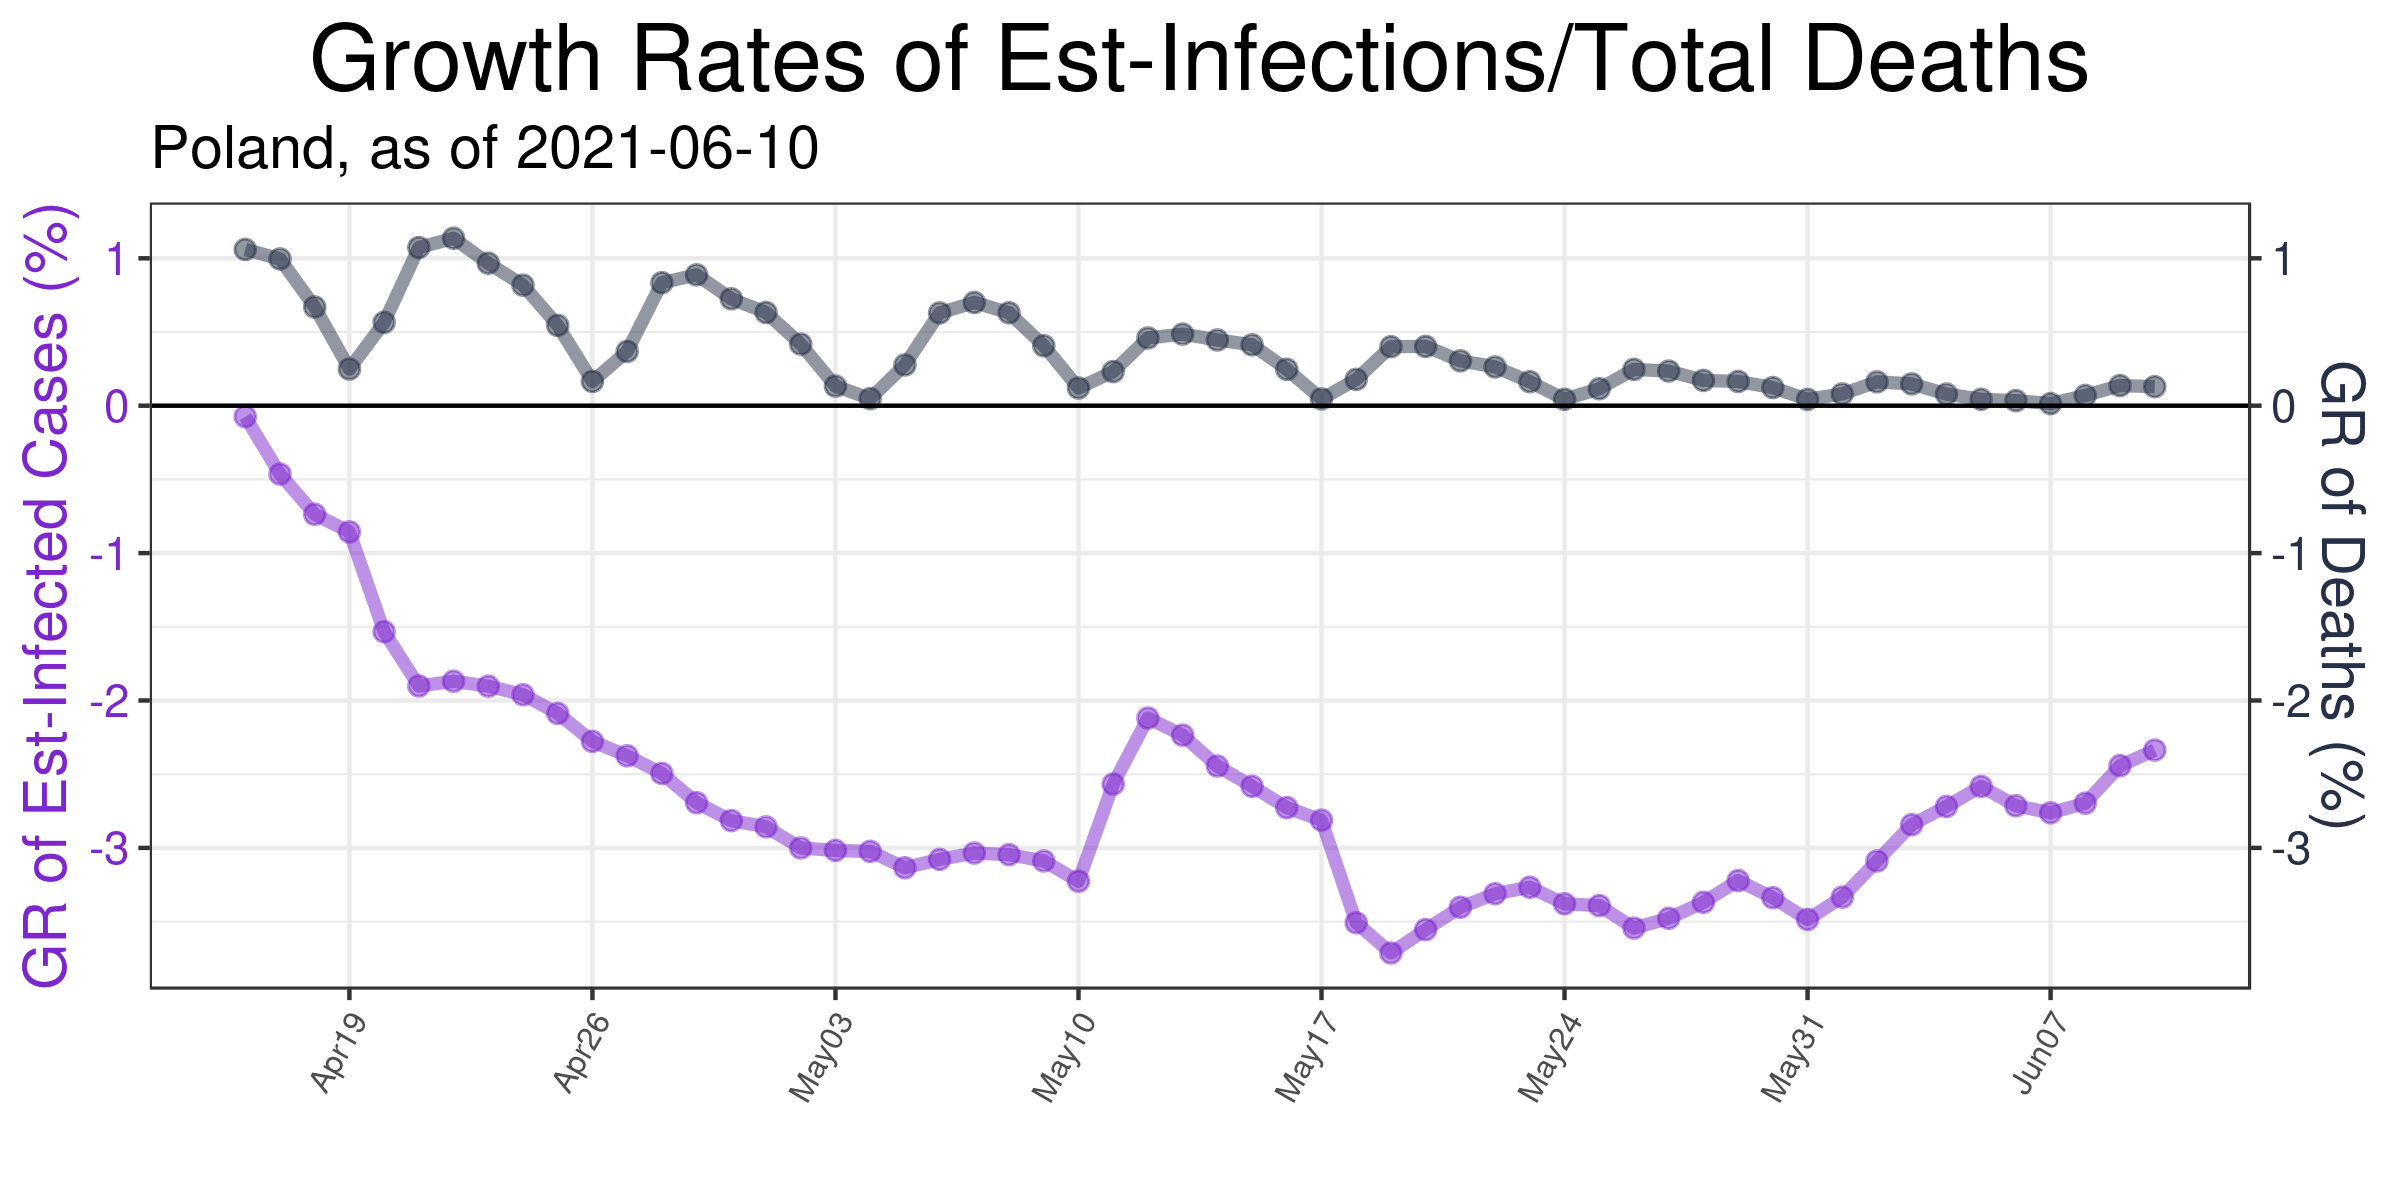 Growth Rates of Est-Infections/Total Deaths
Poland, as of 2021-06-10
GR of Est-Infected Cases (%)
1
0
-1
-2
-3
1
0
-1
-2
-3
GR of Deaths (%)
Apr19
Apr26
May03
May10
May17
May24
May31
Jun07